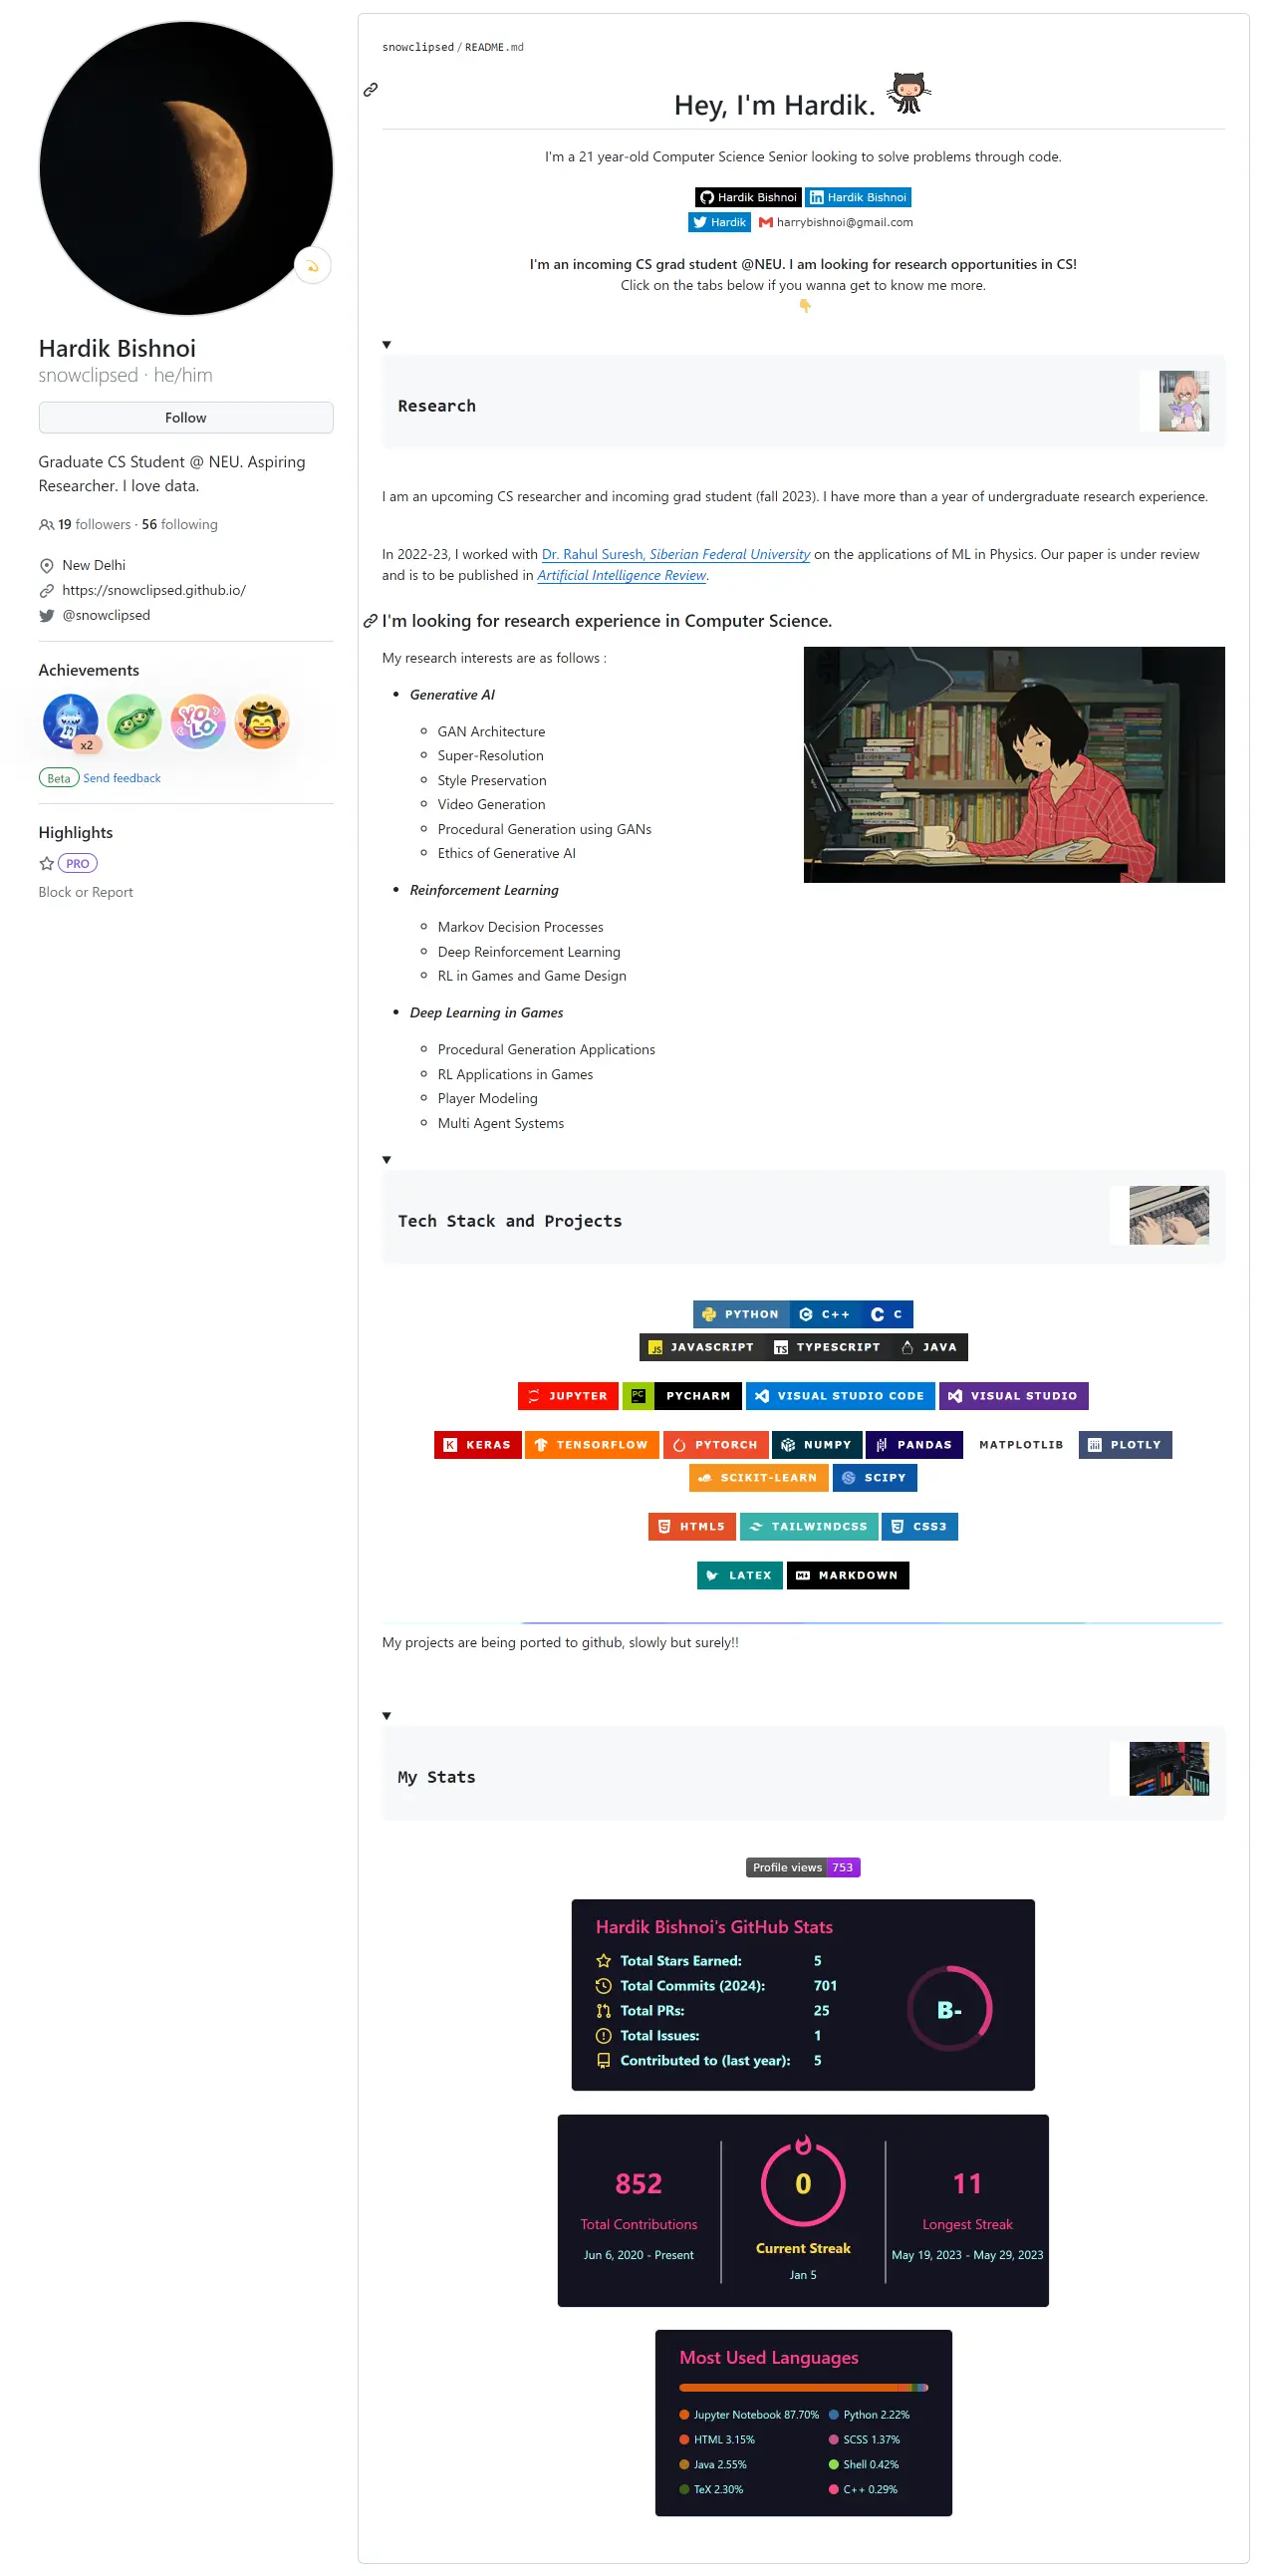 Hardik Bishnoi
snowclipsed · he/him
Follow
Graduate CS Student @ NEU. Aspiring
Researcher. I love data.
19 followers · 56 following
New Delhi
https://snowclipsed.github.io/
@snowclipsed
Achievements
YOLO
x2
Beta Send feedback
Highlights
PRO
Block or Report
snowclipsed / README.md
Hey, I'm Hardik.
I'm a 21 year-old Computer Science Senior looking to solve problems through code.
Hardik Bishnoi Hardik Bishnoi
Hardik harrybishnoi@gmail.com
I'm an incoming CS grad student @NEU. I am looking for research opportunities in CS!
Click on the tabs below if you wanna get to know me more.
Research
I am an upcoming CS researcher and incoming grad student (fall 2023). I have more than a year of undergraduate research experience.
In 2022-23, I worked with Dr. Rahul Suresh, Siberian Federal University on the applications of ML in Physics. Our paper is under review
and is to be published in Artificial Intelligence Review.
I'm looking for research experience in Computer Science.
My research interests are as follows :
• Generative AI
GAN Architecture
Super-Resolution
Style Preservation
Video Generation
Procedural Generation using GANs
Ethics of Generative AI
• Reinforcement Learning
Markov Decision Processes
Deep Reinforcement Learning
RL in Games and Game Design
• Deep Learning in Games
Procedural Generation Applications
RL Applications in Games
Player Modeling
Multi Agent Systems
Tech Stack and Projects
PYTHON C++ C
JS JAVASCRIPT TS TYPESCRIPT JAVA
JUPYTER PC PYCHARM VISUAL STUDIO CODE VISUAL STUDIO
K KERAS TENSORFLOW PYTORCH NUMPY PANDAS MATPLOTLIB PLOTLY
SCIKIT-LEARN SCIPY
HTML5 TAILWINDCSS CSS3
LATEX MARKDOWN
My projects are being ported to github, slowly but surely!!
My Stats
Profile views 753
Hardik Bishnoi's GitHub Stats
Total Stars Earned: 5
Total Commits (2024): 701
Total PRs: 25
Total Issues: 1
Contributed to (last year): 5
B-
852
Total Contributions
Jun 6, 2020 - Present
0
Current Streak
Jan 5
11
Longest Streak
May 19, 2023 - May 29, 2023
Most Used Languages
Jupyter Notebook 87.70% Python 2.22%
HTML 3.15% SCSS 1.37%
Java 2.55% Shell 0.42%
TeX 2.30% C++ 0.29%